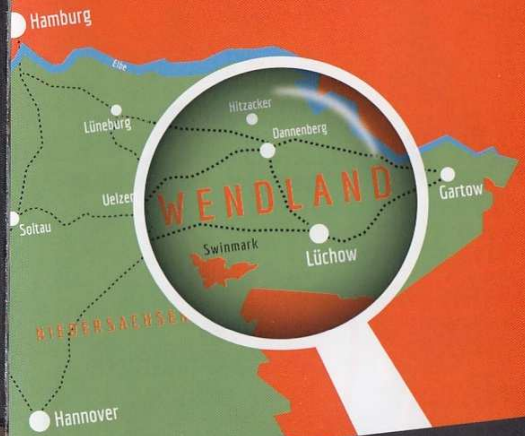 Hamburg
Elbe
Hitzacker
Lüneburg
Dannenberg
Uelzen
WENDLAND
Gartow
Soltau
Swinmark
Lüchow
NIEDERSACHSEN
Hannover